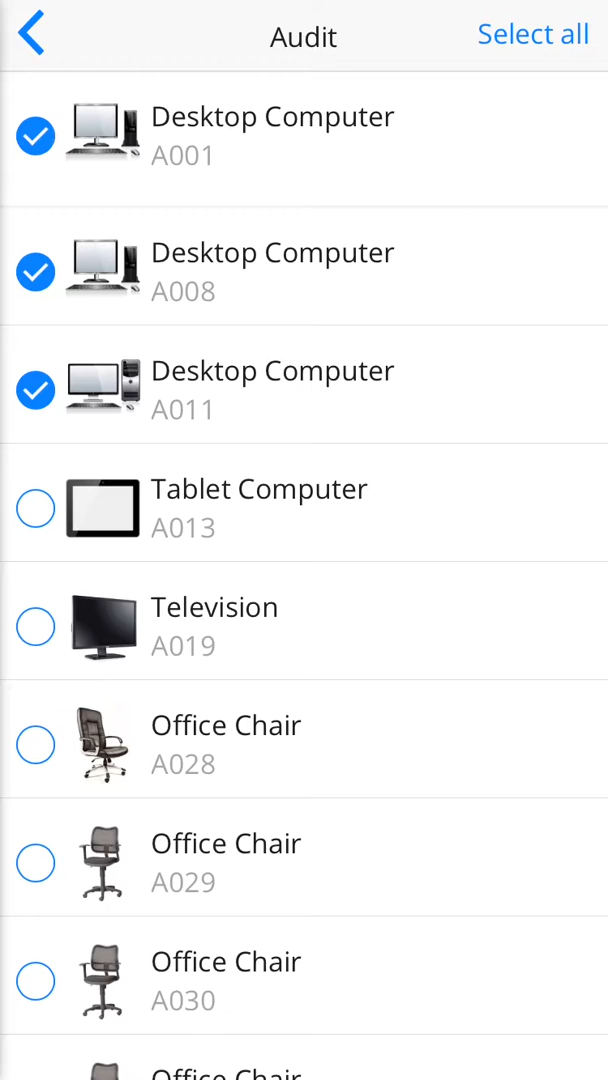 Audit
Select all
Desktop Computer
A001
Desktop Computer
A008
Desktop Computer
A011
Tablet Computer
A013
Television
A019
Office Chair
A028
Office Chair
A029
Office Chair
A030
Office Chair